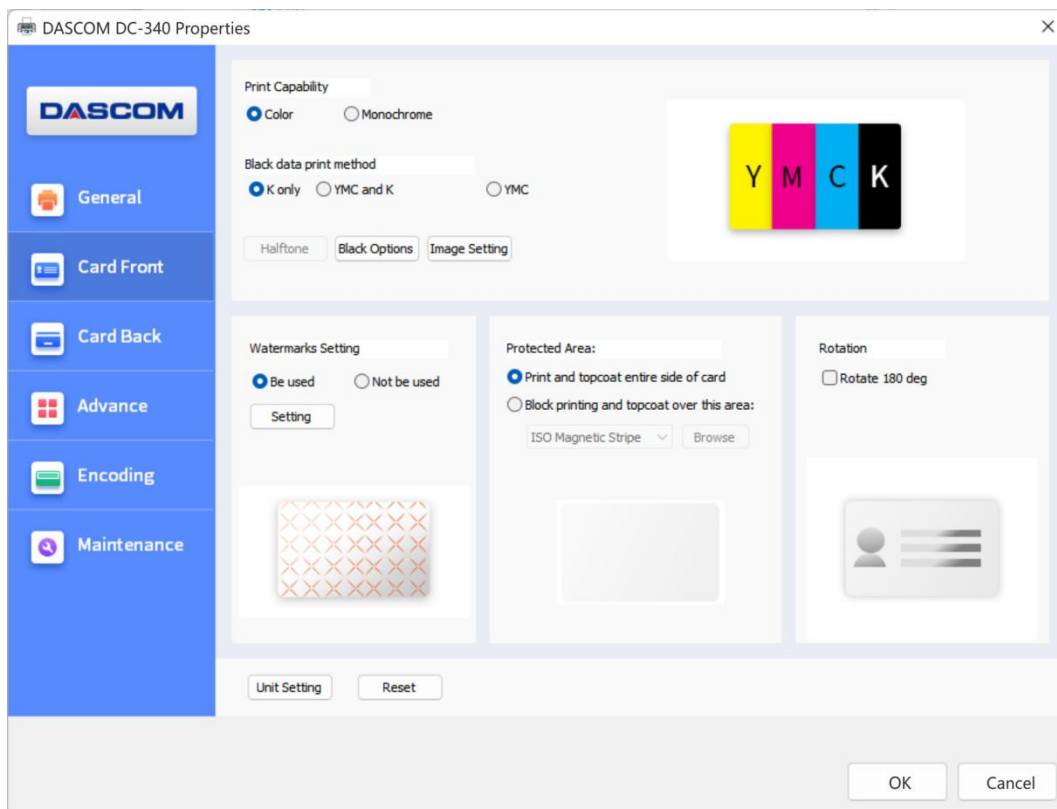 DASCOM DC-340 Properties
DASCOM
General
Card Front
Card Back
Advance
Encoding
Maintenance
Print Capability
Color Monochrome
Black data print method
K only YMC and K YMC
Halftone Black Options Image Setting
Y M C K
Watermarks Setting
Be used Not be used
Setting
Protected Area:
Print and topcoat entire side of card
Block printing and topcoat over this area:
ISO Magnetic Stripe Browse
Rotation
Rotate 180 deg
Unit Setting Reset
OK Cancel